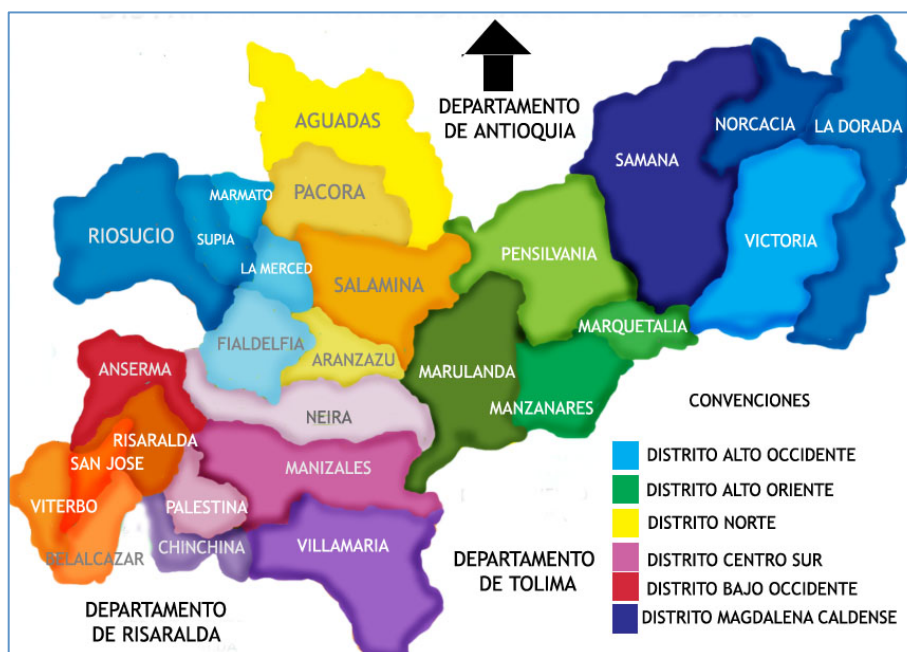 DEPARTAMENTO
DE ANTIOQUIA
AGUADAS
NORCACIA
LA DORADA
SAMANA
MARMATO
PACORA
RIOSUCIO
SUPIA
VICTORIA
PENSILVANIA
LA MERCED
SALAMINA
MARQUETALIA
FIALDELFIA
ARANZAZU
ANSERMA
MARULANDA
MANZANARES
NEIRA
RISARALDA
SAN JOSE
MANIZALES
VITERBO
PALESTINA
CHINCHINA
VILLAMARIA
BELALCAZAR
DEPARTAMENTO
DE TOLIMA
DEPARTAMENTO
DE RISARALDA
CONVENCIONES
DISTRITO ALTO OCCIDENTE
DISTRITO ALTO ORIENTE
DISTRITO NORTE
DISTRITO CENTRO SUR
DISTRITO BAJO OCCIDENTE
DISTRITO MAGDALENA CALDENSE